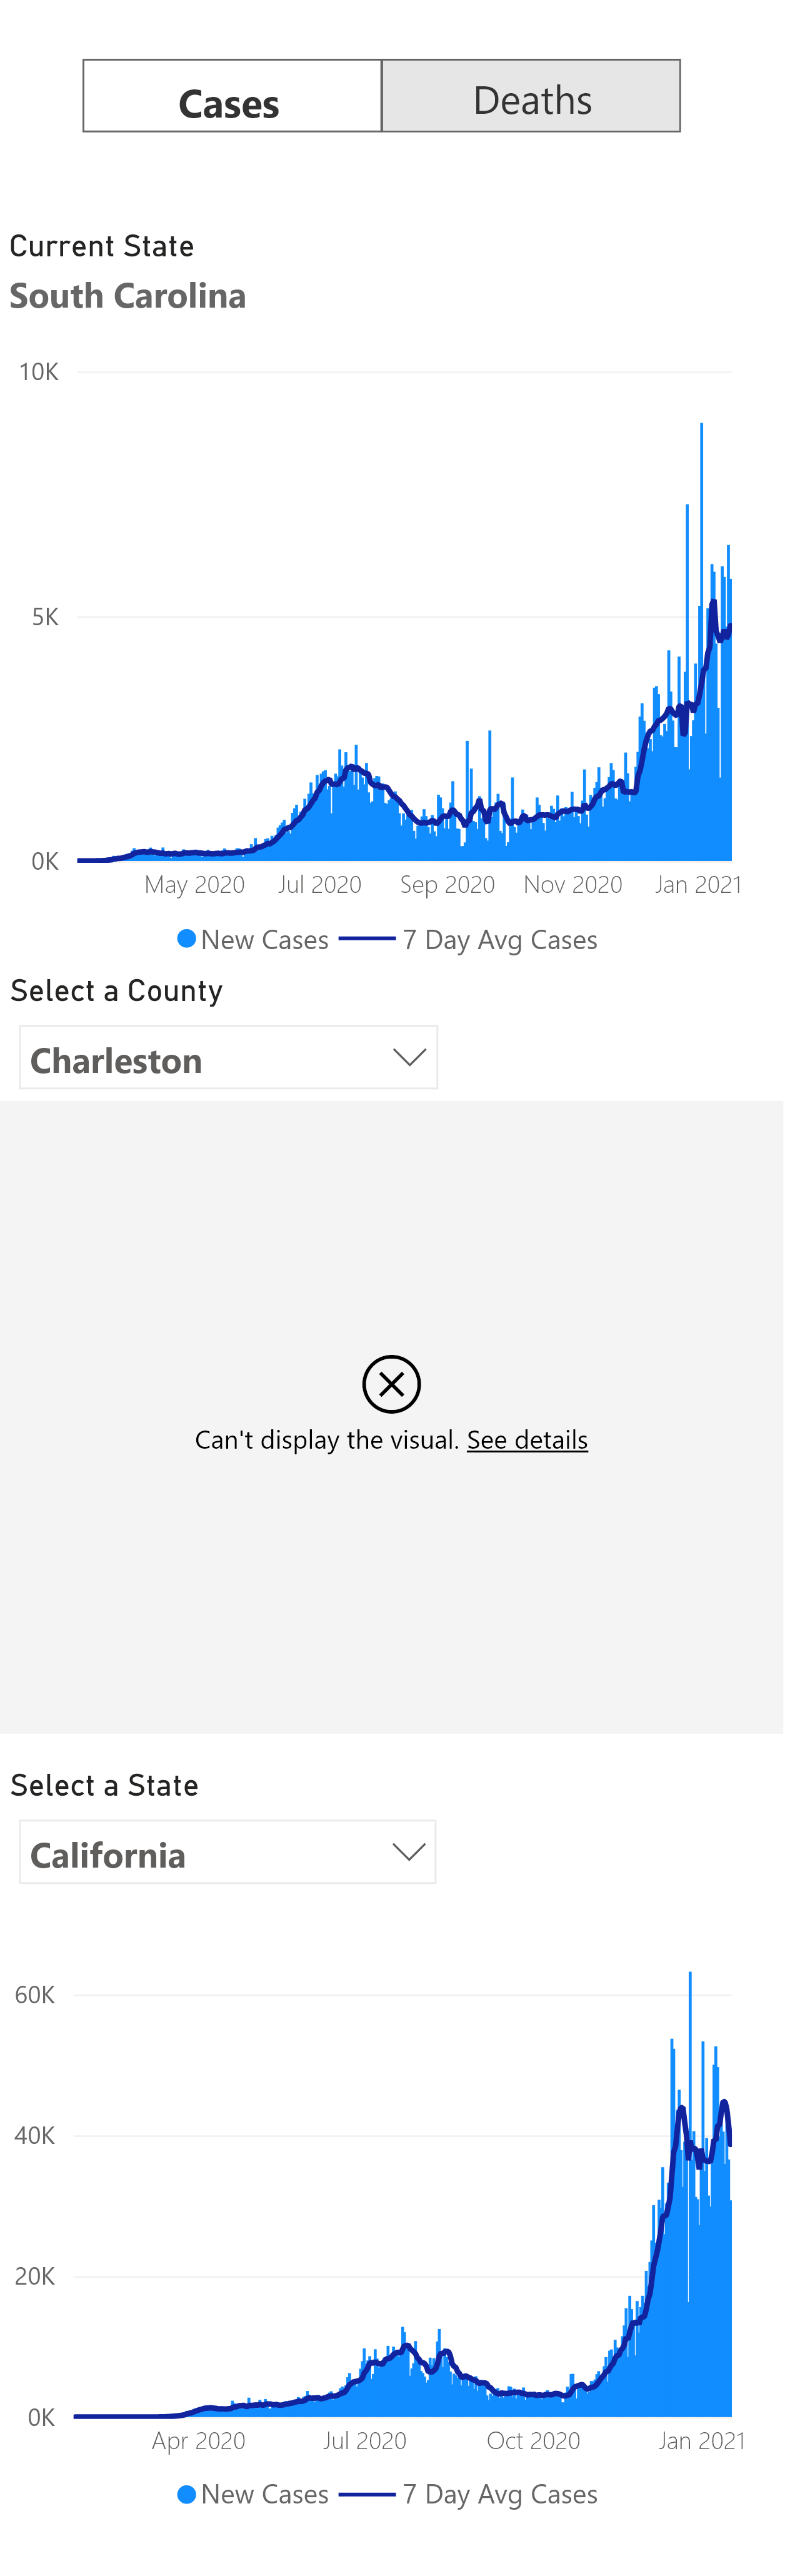 Cases Deaths
Current State
South Carolina
10K
5K
0K
May 2020 Jul 2020 Sep 2020 Nov 2020 Jan 2021
New Cases 7 Day Avg Cases
Select a County
Charleston
Can't display the visual. See details
Select a State
California
60K
40K
20K
0K
Apr 2020 Jul 2020 Oct 2020 Jan 2021
New Cases 7 Day Avg Cases